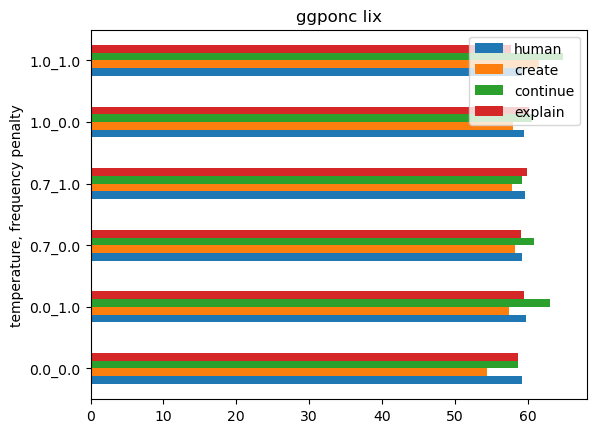 ggponc lix
human
create
continue
explain
temperature, frequency penalty
1.0_1.0
1.0_0.0
0.7_1.0
0.7_0.0
0.0_1.0
0.0_0.0
0 10 20 30 40 50 60